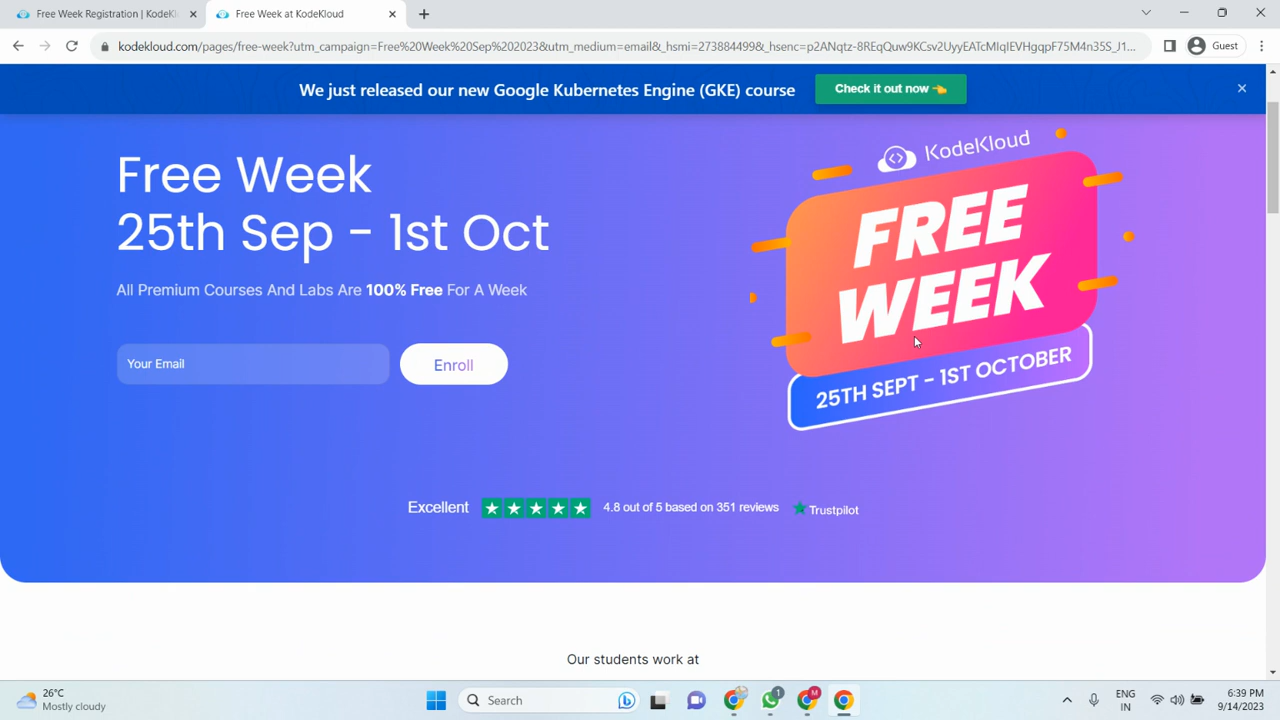 Free Week Registration | KodeKl
Free Week at KodeKloud
kodekloud.com/pages/free-week?utm_campaign=Free%20Week%20Sep%202023&utm_medium=email&_hsmi=273884499&_hsenc=p2ANqtz-8REqQuw9KCsv2UyyEATcMIqIEVHgqpF75M4n35S_J1...
Guest
We just released our new Google Kubernetes Engine (GKE) course
Check it out now 👈
Free Week
25th Sep - 1st Oct
All Premium Courses And Labs Are 100% Free For A Week
Your Email
Enroll
KodeKloud
FREE
WEEK
25TH SEPT - 1ST OCTOBER
Excellent
4.8 out of 5 based on 351 reviews
Trustpilot
Our students work at
26°C
Mostly cloudy
Search
1
M
ENG
IN
6:39 PM
9/14/2023